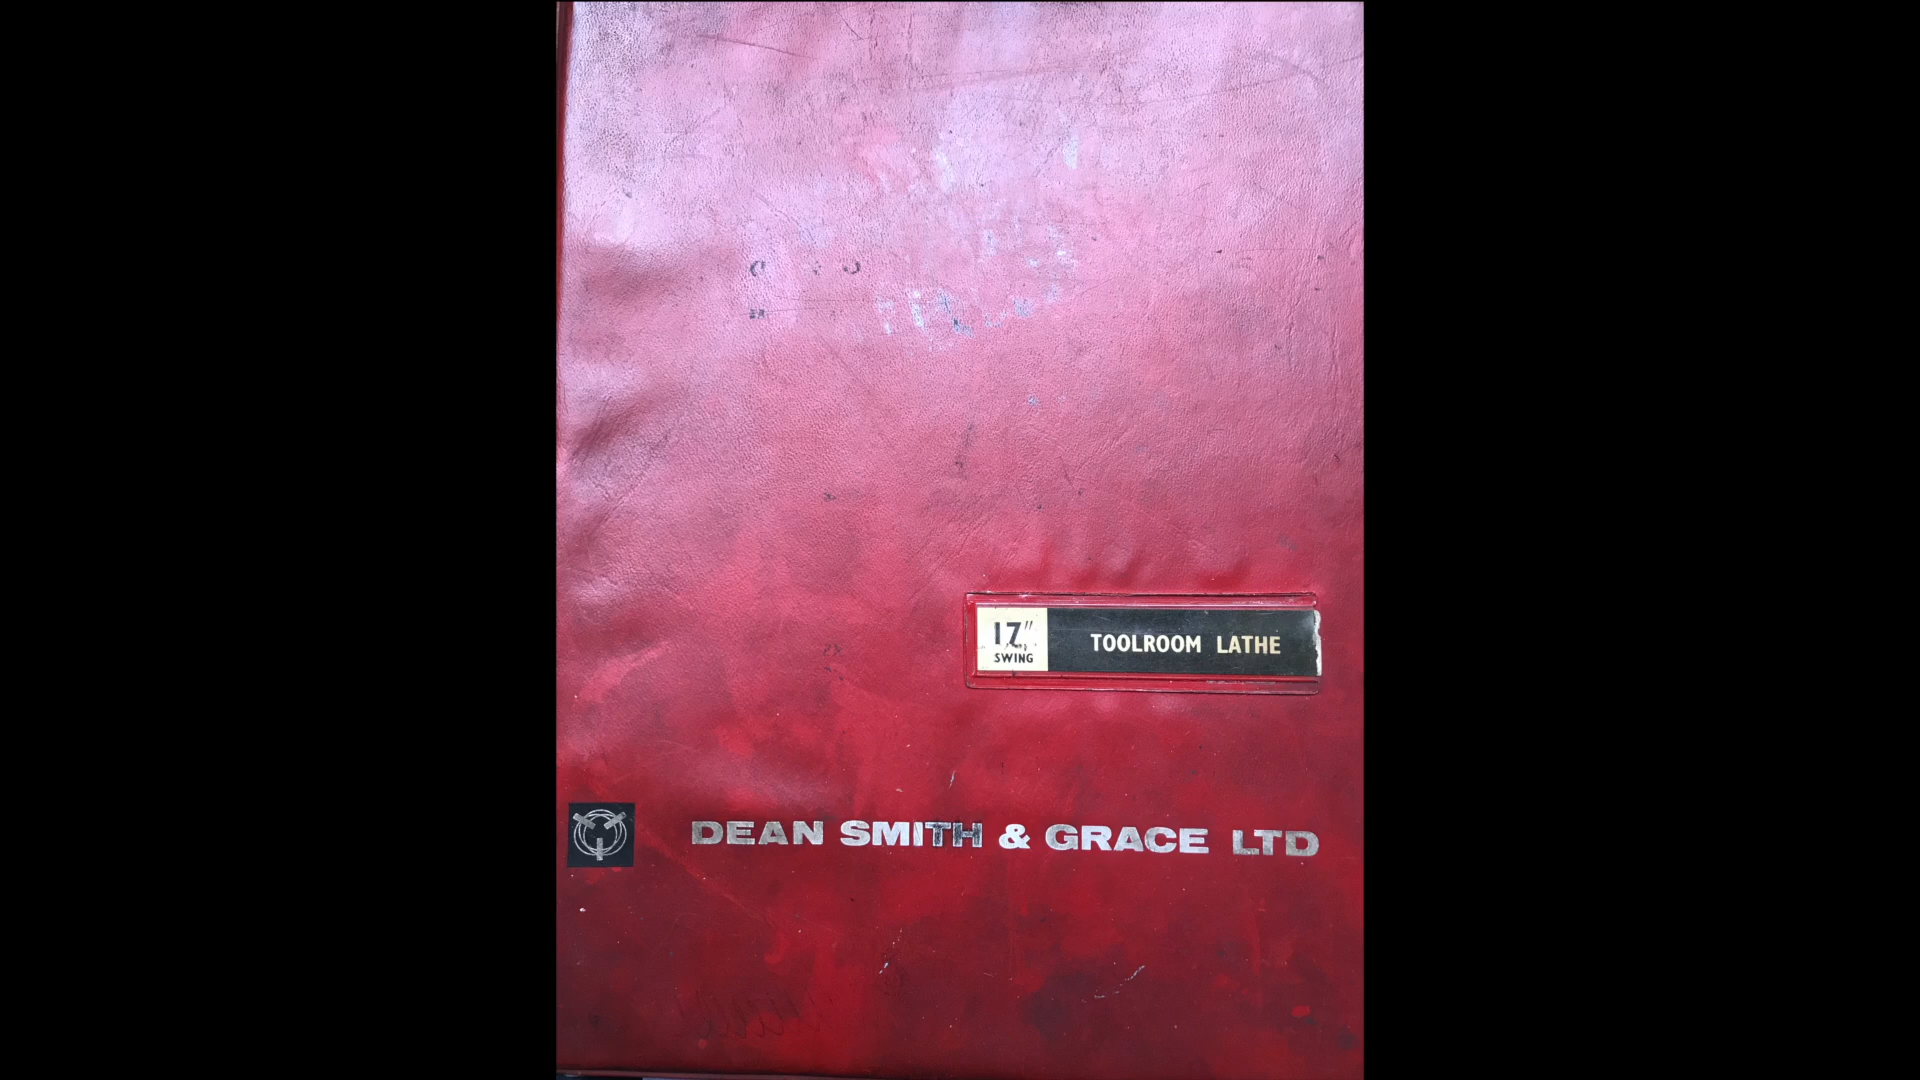 17"
SWING
TOOLROOM LATHE
DEAN SMITH & GRACE LTD